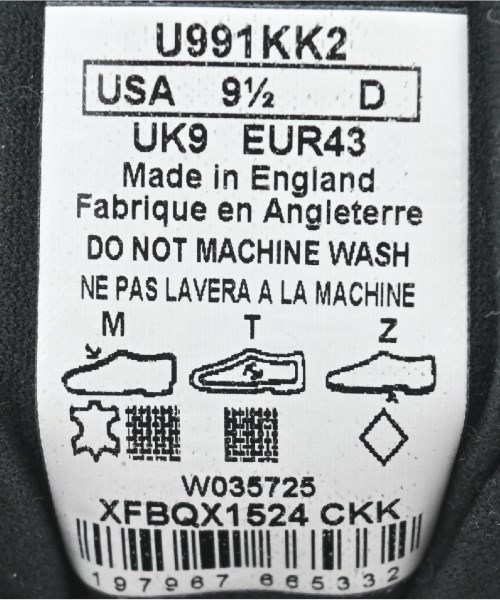 U991KK2
USA 9½ D
UK9 EUR43
Made in England
Fabrique en Angleterre
DO NOT MACHINE WASH
NE PAS LAVERA A LA MACHINE
M T Z
W035725
XFBQX1524 CKK
197967 665332